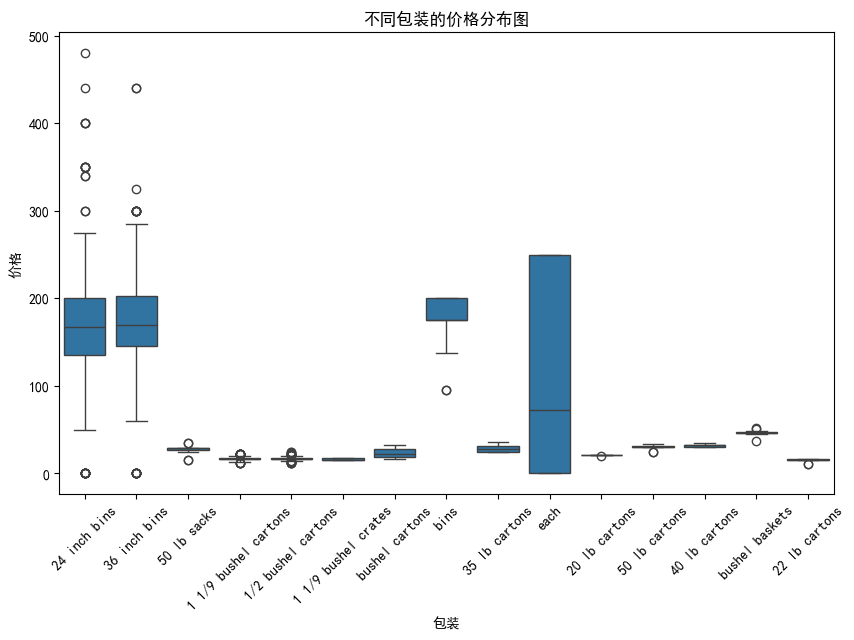 不同包装的价格分布图
价格
500
400
300
200
100
0
24 inch bins
36 inch bins
50 lb sacks
1 1/9 bushel cartons
1/2 bushel cartons
1 1/9 bushel crates
bushel cartons
bins
35 lb cartons
each
20 lb cartons
50 lb cartons
40 lb cartons
bushel baskets
22 lb cartons
包装